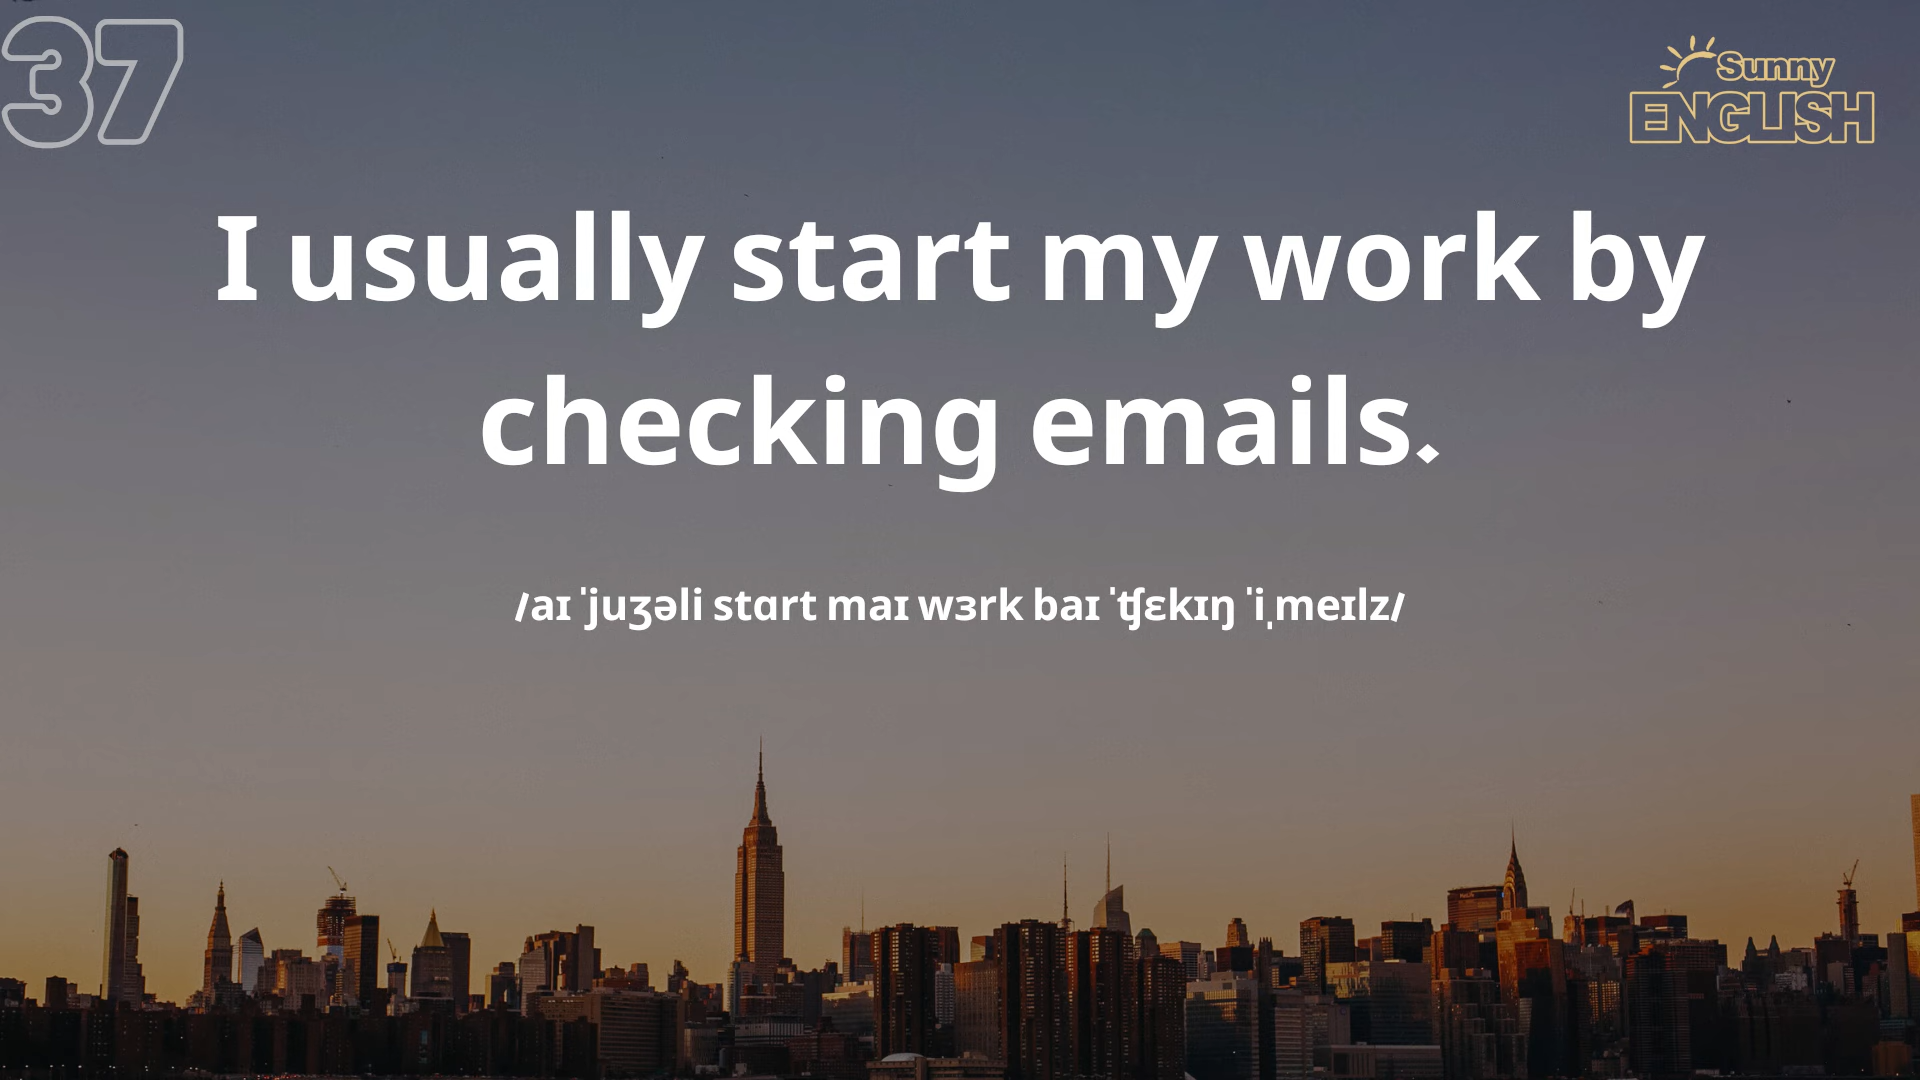 37
Sunny
ENGLISH
I usually start my work by
checking emails.
/aɪ ˈjuʒəli stɑrt maɪ wɜrk baɪ ˈʧɛkɪŋ ˈiˌmeɪlz/